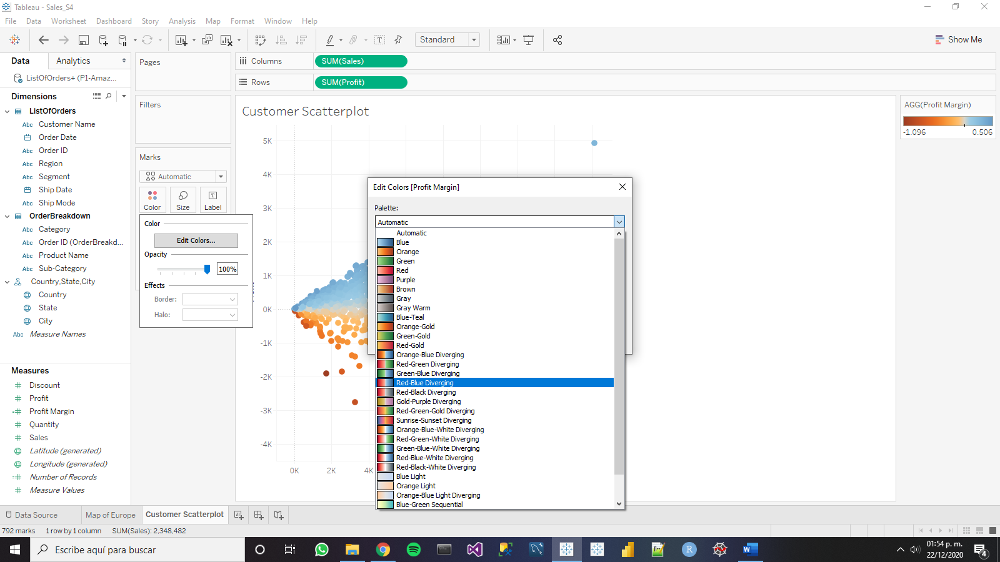 Tableau - Sales_S4
File Data Worksheet Dashboard Story Analysis Map Format Window Help
Standard
Show Me
Data Analytics
ListOfOrders+ (P1-Amaz...
Dimensions
ListOfOrders
Abc Customer Name
Order Date
Abc Order ID
Abc Region
Abc Segment
Ship Date
Abc Ship Mode
OrderBreakdown
Abc Category
Abc Order ID (OrderBreakd...
Abc Product Name
Abc Sub-Category
Country,State,City
Country
State
City
Abc Measure Names
Measures
Discount
Profit
Profit Margin
Quantity
Sales
Latitude (generated)
Longitude (generated)
Number of Records
Measure Values
Pages
Filters
Marks
Automatic
Color Size Label
Color
Edit Colors...
Opacity
100%
Effects
Border:
Halo:
Columns SUM(Sales)
Rows SUM(Profit)
Customer Scatterplot
5K
4K
3K
2K
1K
0K
-1K
-2K
-3K
-4K
0K 2K 4K
Edit Colors [Profit Margin]
Palette:
Automatic
Automatic
Blue
Orange
Green
Red
Purple
Brown
Gray
Gray Warm
Blue-Teal
Orange-Gold
Green-Gold
Red-Gold
Orange-Blue Diverging
Red-Green Diverging
Green-Blue Diverging
Red-Blue Diverging
Red-Black Diverging
Gold-Purple Diverging
Red-Green-Gold Diverging
Sunrise-Sunset Diverging
Orange-Blue-White Diverging
Red-Green-White Diverging
Green-Blue-White Diverging
Red-Blue-White Diverging
Red-Black-White Diverging
Blue Light
Orange Light
Orange-Blue Light Diverging
Blue-Green Sequential
AGG(Profit Margin)
-1.096 0.506
Data Source Map of Europe Customer Scatterplot
792 marks 1 row by 1 column SUM(Sales): 2,348,482
Escribe aquí para buscar
01:54 p. m.
22/12/2020
4